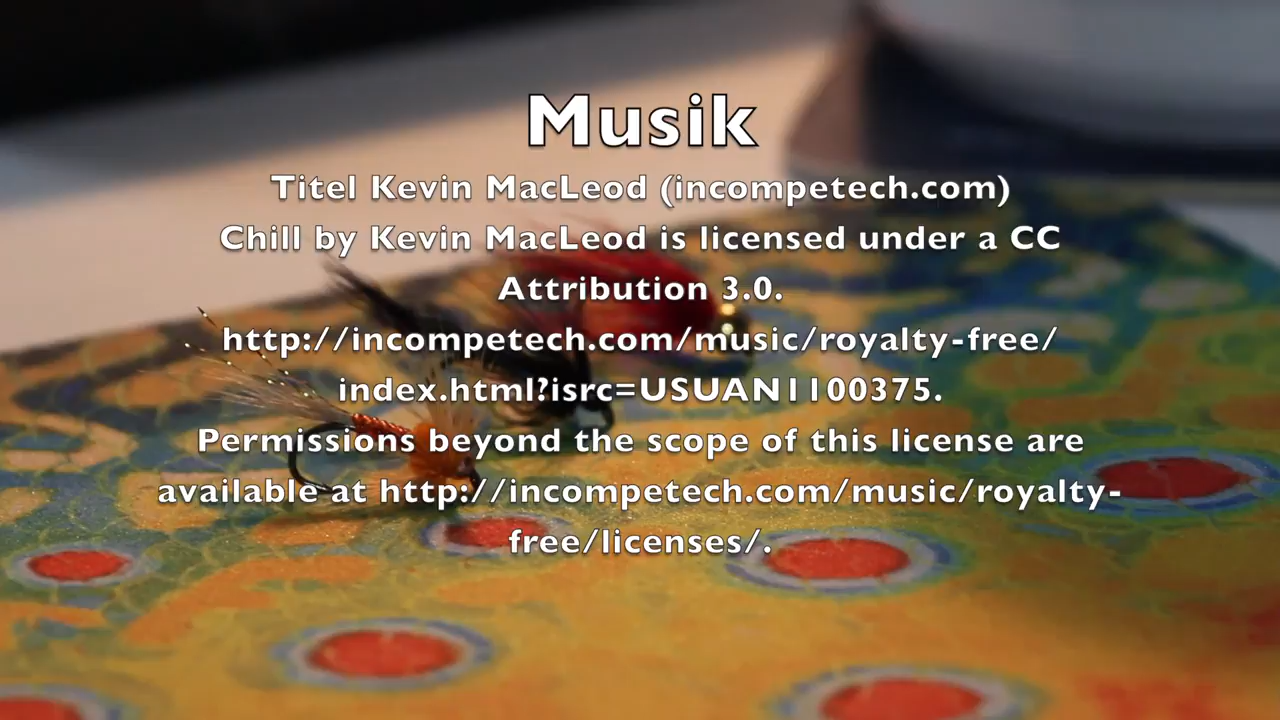 Musik
Titel Kevin MacLeod (incompetech.com)
Chill by Kevin MacLeod is licensed under a CC
Attribution 3.0.
http://incompetech.com/music/royalty-free/
index.html?isrc=USUAN1100375.
Permissions beyond the scope of this license are
available at http://incompetech.com/music/royalty-
free/licenses/.